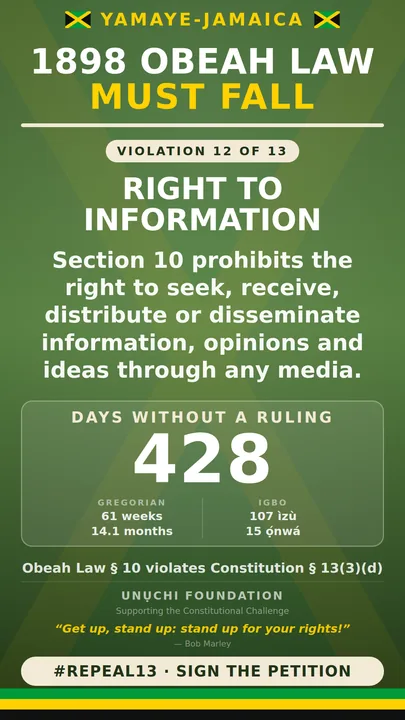 YAMAYE-JAMAICA
1898 OBEAH LAW
MUST FALL
VIOLATION 12 OF 13
RIGHT TO
INFORMATION
Section 10 prohibits the
right to seek, receive,
distribute or disseminate
information, opinions and
ideas through any media.
DAYS WITHOUT A RULING
428
GREGORIAN
61 weeks
14.1 months
IGBO
107 ìzù
15 ọ́nwá
Obeah Law § 10 violates Constitution § 13(3)(d)
UNỤCHI FOUNDATION
Supporting the Constitutional Challenge
“Get up, stand up: stand up for your rights!”
— Bob Marley
#REPEAL13 · SIGN THE PETITION